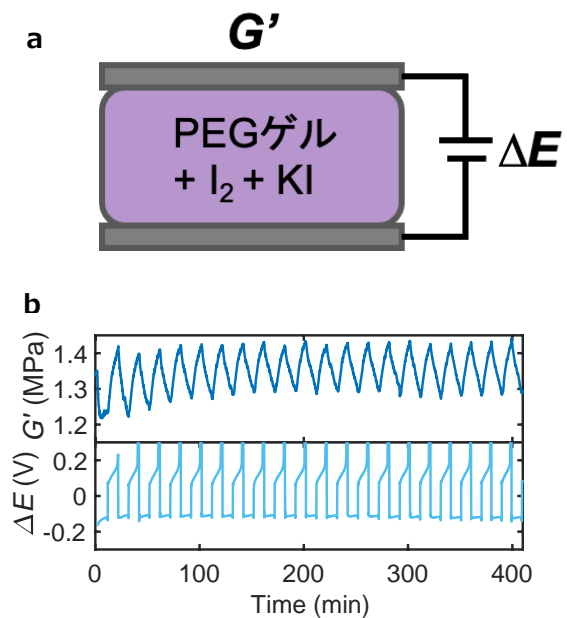 a
G'
PEGゲル
+ I₂ + KI
ΔE
b
1.4
1.3
1.2
G' (MPa)
0.2
0
-0.2
ΔE (V)
0
100
200
300
400
Time (min)